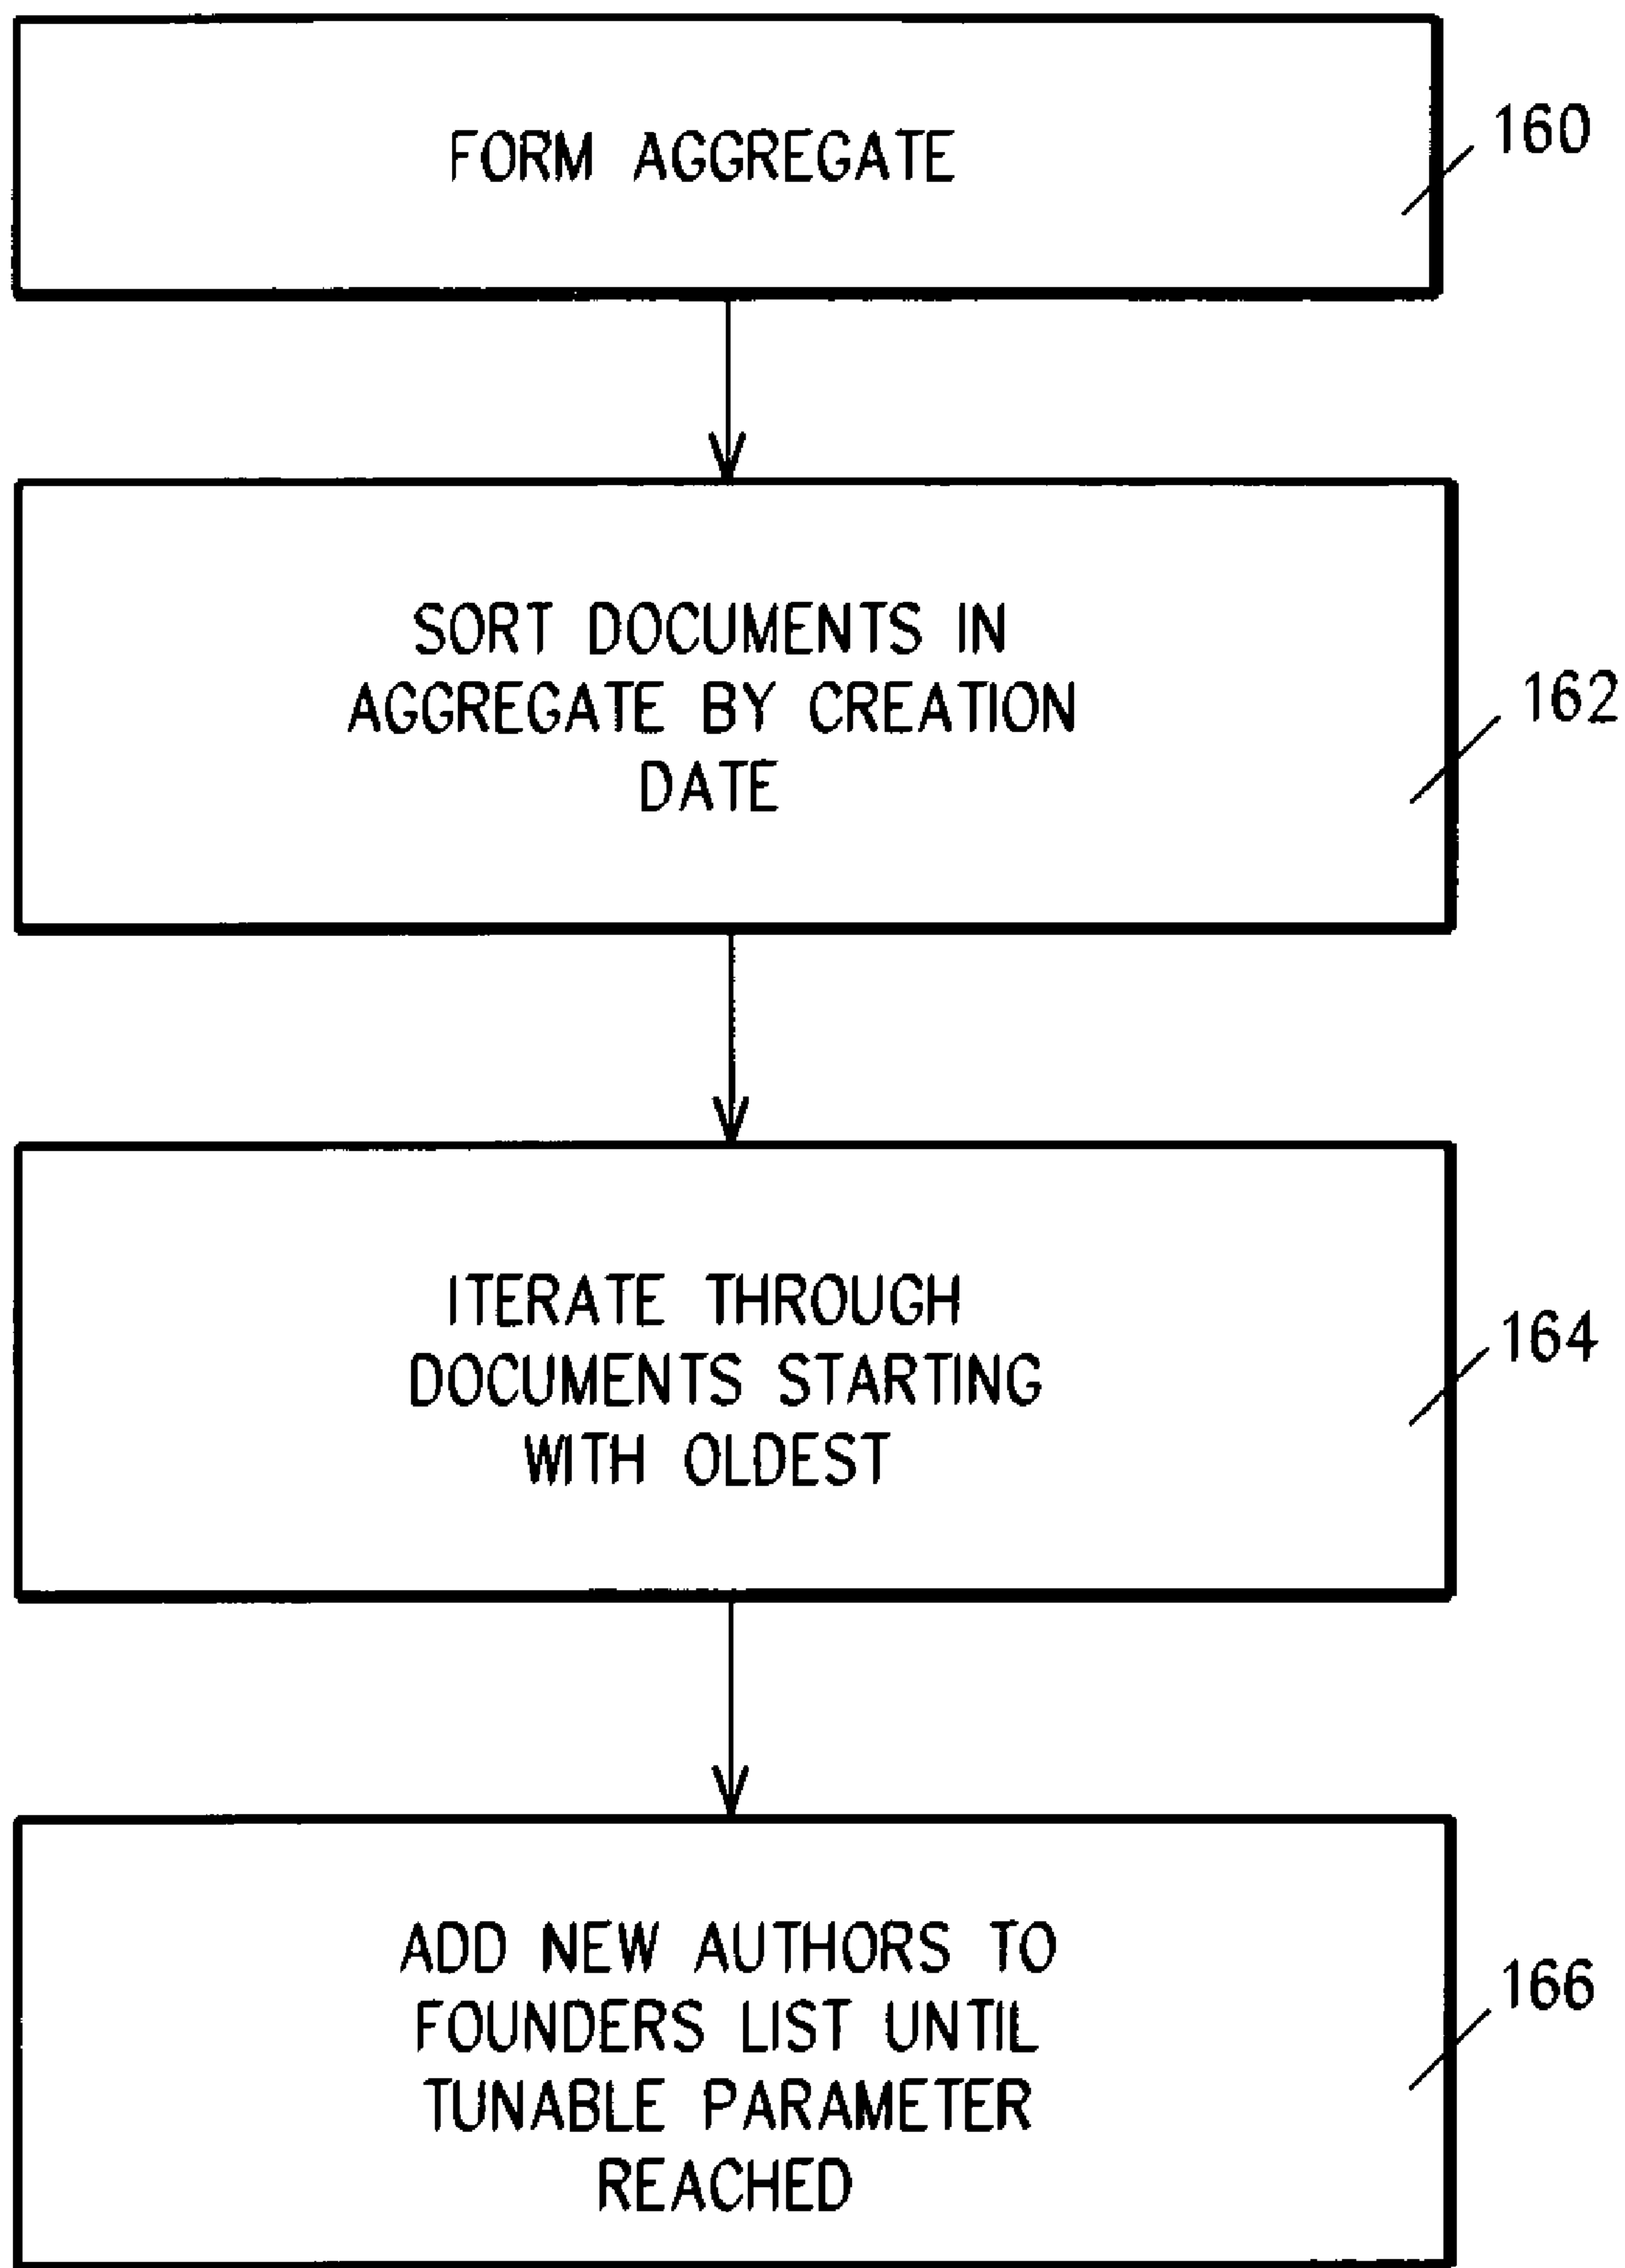 FORM AGGREGATE
160
SORT DOCUMENTS IN
AGGREGATE BY CREATION
DATE
162
ITERATE THROUGH
DOCUMENTS STARTING
WITH OLDEST
164
ADD NEW AUTHORS TO
FOUNDERS LIST UNTIL
TUNABLE PARAMETER
REACHED
166